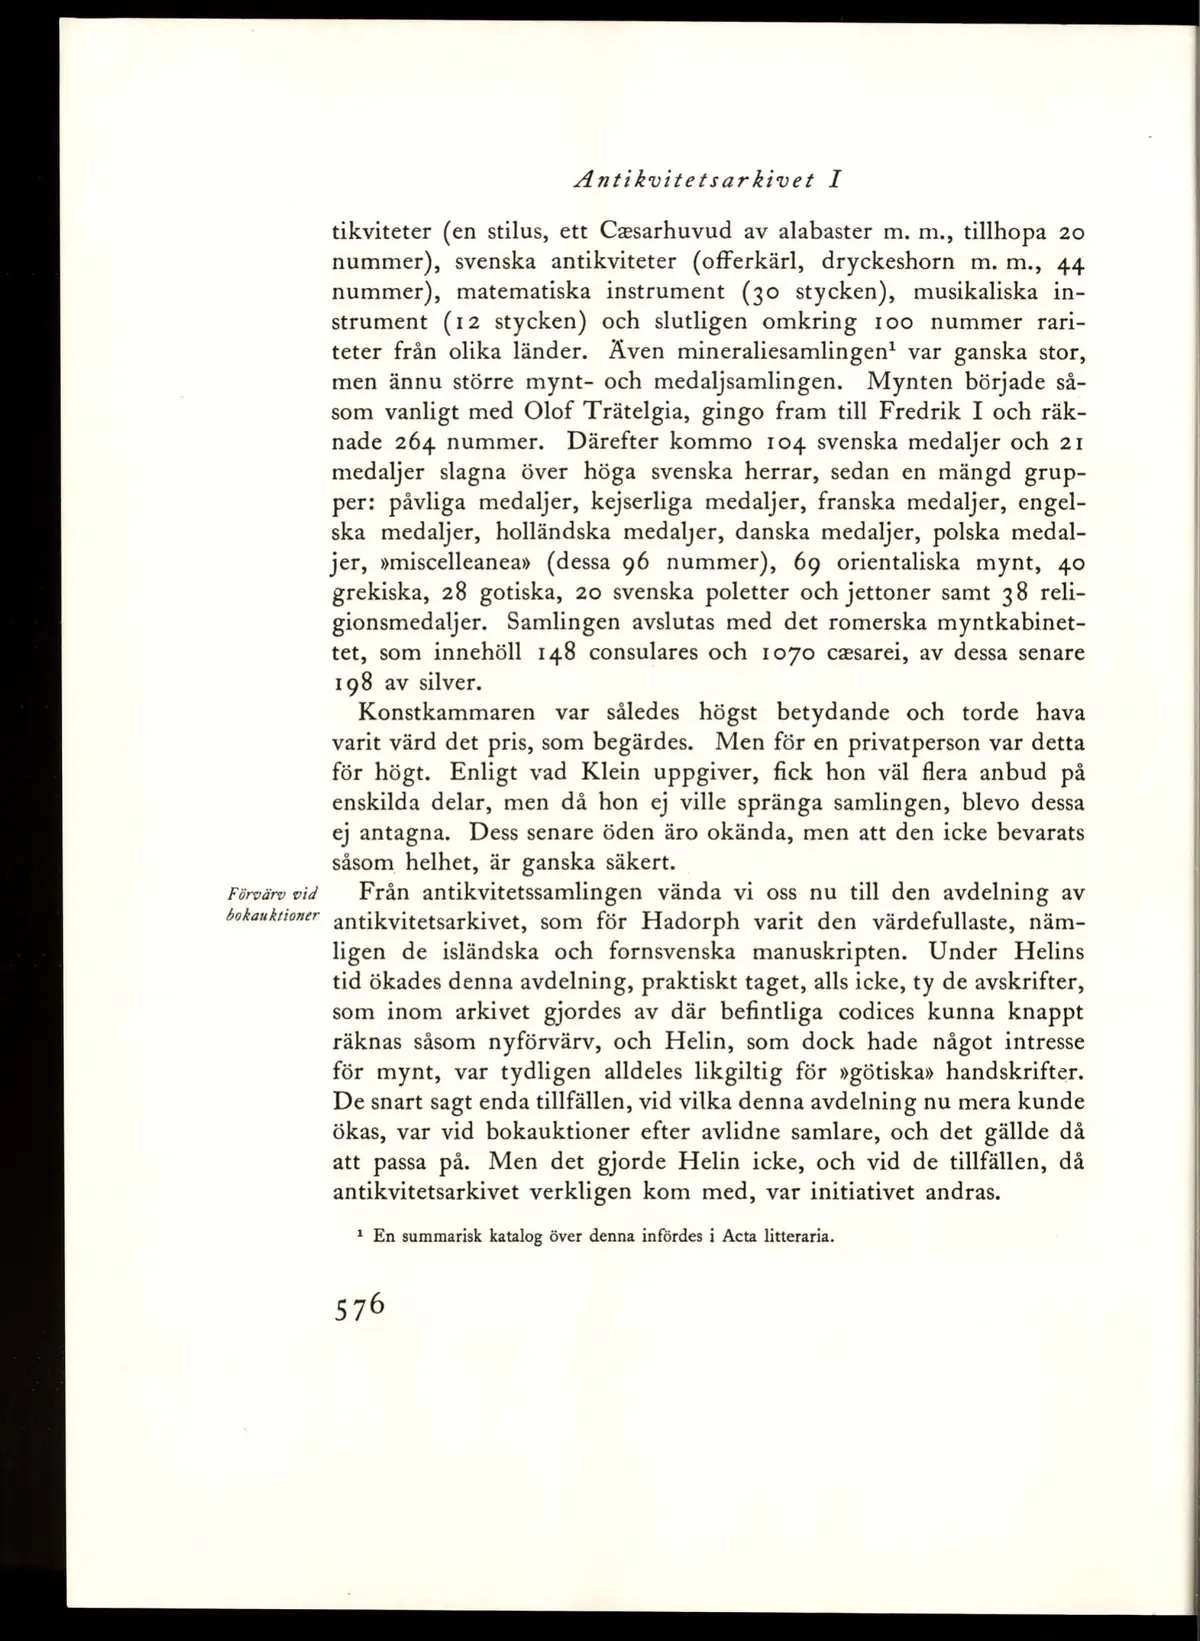 Antikvitetsarkivet I
tikviteter (en stilus, ett Cæsarhuvud av alabaster m. m., tillhopa 20
nummer), svenska antikviteter (offerkärl, dryckeshorn m. m., 44
nummer), matematiska instrument (30 stycken), musikaliska in-
strument (12 stycken) och slutligen omkring 100 nummer rari-
teter från olika länder. Även mineraliesamlingen¹ var ganska stor,
men ännu större mynt- och medaljsamlingen. Mynten började så-
som vanligt med Olof Trätelgia, gingo fram till Fredrik I och räk-
nade 264 nummer. Därefter kommo 104 svenska medaljer och 21
medaljer slagna över höga svenska herrar, sedan en mängd grup-
per: påvliga medaljer, kejserliga medaljer, franska medaljer, engel-
ska medaljer, holländska medaljer, danska medaljer, polska medal-
jer, »miscelleanea» (dessa 96 nummer), 69 orientaliska mynt, 40
grekiska, 28 gotiska, 20 svenska poletter och jettoner samt 38 reli-
gionsmedaljer. Samlingen avslutas med det romerska myntkabinet-
tet, som innehöll 148 consulares och 1070 cæsarei, av dessa senare
198 av silver.
Konstkammaren var således högst betydande och torde hava
varit värd det pris, som begärdes. Men för en privatperson var detta
för högt. Enligt vad Klein uppgiver, fick hon väl flera anbud på
enskilda delar, men då hon ej ville spränga samlingen, blevo dessa
ej antagna. Dess senare öden äro okända, men att den icke bevarats
såsom helhet, är ganska säkert.
Förvärv vid
bokauktioner
Från antikvitetssamlingen vända vi oss nu till den avdelning av
antikvitetsarkivet, som för Hadorph varit den värdefullaste, näm-
ligen de isländska och fornsvenska manuskripten. Under Helins
tid ökades denna avdelning, praktiskt taget, alls icke, ty de avskrifter,
som inom arkivet gjordes av där befintliga codices kunna knappt
räknas såsom nyförvärv, och Helin, som dock hade något intresse
för mynt, var tydligen alldeles likgiltig för »götiska» handskrifter.
De snart sagt enda tillfällen, vid vilka denna avdelning nu mera kunde
ökas, var vid bokauktioner efter avlidne samlare, och det gällde då
att passa på. Men det gjorde Helin icke, och vid de tillfällen, då
antikvitetsarkivet verkligen kom med, var initiativet andras.
¹ En summarisk katalog över denna infördes i Acta litteraria.
576